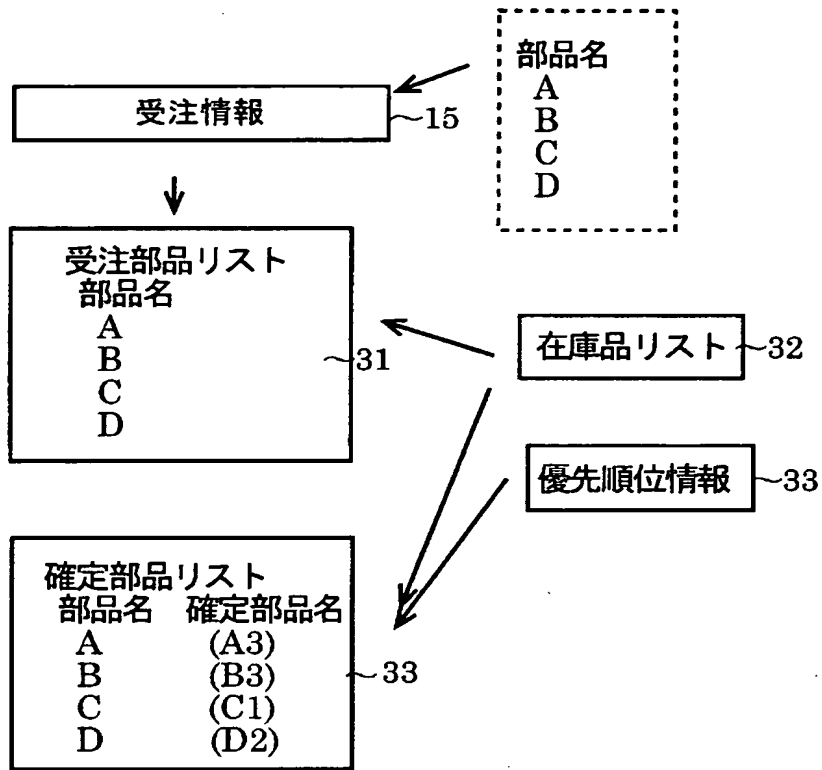 部品名
A
B
C
D
受注情報
15
受注部品リスト
部品名
A
B
C
D
31
在庫品リスト
32
優先順位情報
33
確定部品リスト
部品名 確定部品名
A (A3)
B (B3)
C (C1)
D (D2)
33